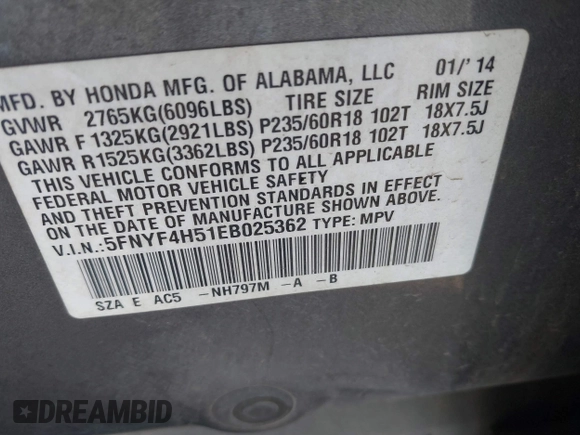 MFD. BY HONDA MFG. OF ALABAMA, LLC 01/'14
GVWR 2765KG(6096LBS) TIRE SIZE RIM SIZE
GAWR F 1325KG(2921LBS) P235/60R18 102T 18X7.5J
GAWR R1525KG(3362LBS) P235/60R18 102T 18X7.5J
THIS VEHICLE CONFORMS TO ALL APPLICABLE
FEDERAL MOTOR VEHICLE SAFETY
AND THEFT PREVENTION STANDARDS IN EFFECT
ON THE DATE OF MANUFACTURE SHOWN ABOVE.
V.I.N.:5FNYF4H51EB025362 TYPE: MPV
SZA E AC5 -NH797M -A -B
DREAMBID